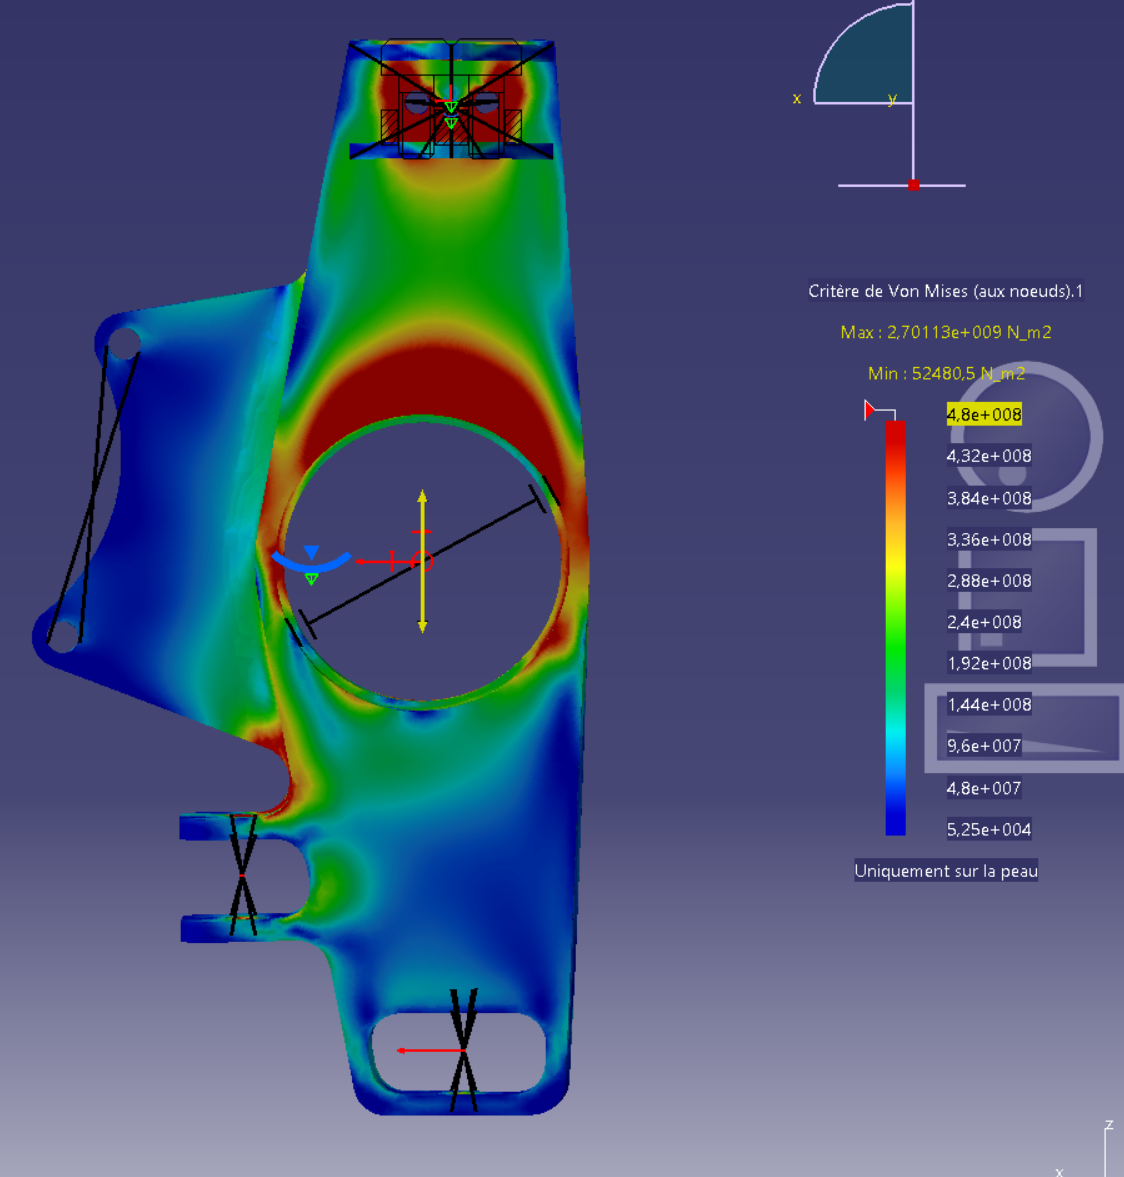 x
y
Critère de Von Mises (aux noeuds).1
Max : 2,70113e+009 N_m2
Min : 52480,5 N_m2
4,8e+008
4,32e+008
3,84e+008
3,36e+008
2,88e+008
2,4e+008
1,92e+008
1,44e+008
9,6e+007
4,8e+007
5,25e+004
Uniquement sur la peau
z
x